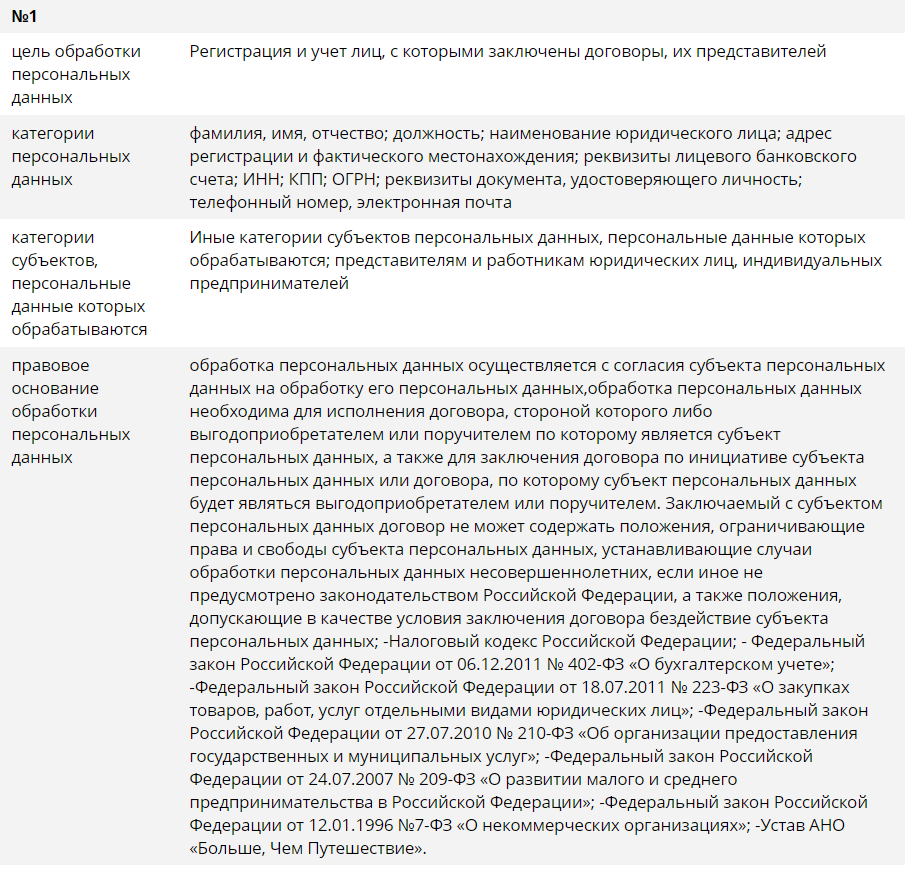 №1
цель обработки
персональных
данных
Регистрация и учет лиц, с которыми заключены договоры, их представителей
категории
персональных
данных
фамилия, имя, отчество; должность; наименование юридического лица; адрес
регистрации и фактического местонахождения; реквизиты лицевого банковского
счета; ИНН; КПП; ОГРН; реквизиты документа, удостоверяющего личность;
телефонный номер, электронная почта
категории
субъектов,
персональные
данные которых
обрабатываются
Иные категории субъектов персональных данных, персональные данные которых
обрабатываются; представителям и работникам юридических лиц, индивидуальных
предпринимателей
правовое
основание
обработки
персональных
данных
обработка персональных данных осуществляется с согласия субъекта персональных
данных на обработку его персональных данных,обработка персональных данных
необходима для исполнения договора, стороной которого либо
выгодоприобретателем или поручителем по которому является субъект
персональных данных, а также для заключения договора по инициативе субъекта
персональных данных или договора, по которому субъект персональных данных
будет являться выгодоприобретателем или поручителем. Заключаемый с субъектом
персональных данных договор не может содержать положения, ограничивающие
права и свободы субъекта персональных данных, устанавливающие случаи
обработки персональных данных несовершеннолетних, если иное не
предусмотрено законодательством Российской Федерации, а также положения,
допускающие в качестве условия заключения договора бездействие субъекта
персональных данных; -Налоговый кодекс Российской Федерации; - Федеральный
закон Российской Федерации от 06.12.2011 № 402-ФЗ «О бухгалтерском учете»;
-Федеральный закон Российской Федерации от 18.07.2011 № 223-ФЗ «О закупках
товаров, работ, услуг отдельными видами юридических лиц»; -Федеральный закон
Российской Федерации от 27.07.2010 № 210-ФЗ «Об организации предоставления
государственных и муниципальных услуг»; -Федеральный закон Российской
Федерации от 24.07.2007 № 209-ФЗ «О развитии малого и среднего
предпринимательства в Российской Федерации»; -Федеральный закон Российской
Федерации от 12.01.1996 №7-ФЗ «О некоммерческих организациях»; -Устав АНО
«Больше, Чем Путешествие».